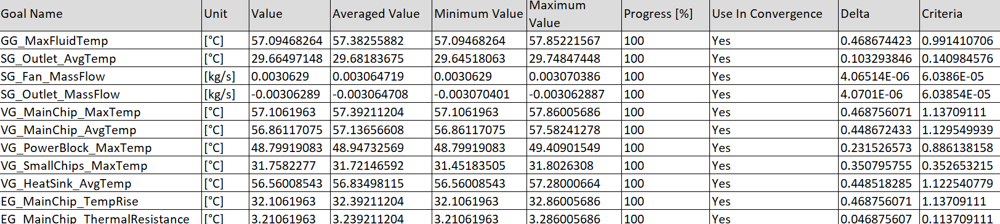 Goal Name Unit Value Averaged Value Minimum Value Maximum Value Progress [%] Use In Convergence Delta Criteria
GG_MaxFluidTemp [°C] 57.09468264 57.38255882 57.09468264 57.85221567 100 Yes 0.468674423 0.991410706
SG_Outlet_AvgTemp [°C] 29.66497148 29.68183675 29.64518063 29.74847448 100 Yes 0.103293846 0.140984576
SG_Fan_MassFlow [kg/s] 0.0030629 0.003064719 0.0030629 0.003070386 100 Yes 4.06514E-06 6.0386E-05
SG_Outlet_MassFlow [kg/s] -0.00306289 -0.003064708 -0.003070401 -0.003062887 100 Yes 4.0701E-06 6.03854E-05
VG_MainChip_MaxTemp [°C] 57.1061963 57.39211204 57.1061963 57.86005686 100 Yes 0.468756071 1.13709111
VG_MainChip_AvgTemp [°C] 56.86117075 57.13656608 56.86117075 57.58241278 100 Yes 0.448672433 1.129549939
VG_PowerBlock_MaxTemp [°C] 48.79919083 48.94732569 48.79919083 49.40901549 100 Yes 0.231526573 0.886138158
VG_SmallChips_MaxTemp [°C] 31.7582277 31.72146592 31.45183505 31.8026308 100 Yes 0.350795755 0.352653215
VG_HeatSink_AvgTemp [°C] 56.56008543 56.83498115 56.56008543 57.28000664 100 Yes 0.448518285 1.122540779
EG_MainChip_TempRise [°C] 32.1061963 32.39211204 32.1061963 32.86005686 100 Yes 0.468756071 1.13709111
EG_MainChip_ThermalResistance [°C] 3.21061963 3.239211204 3.21061963 3.286005686 100 Yes 0.046875607 0.113709111